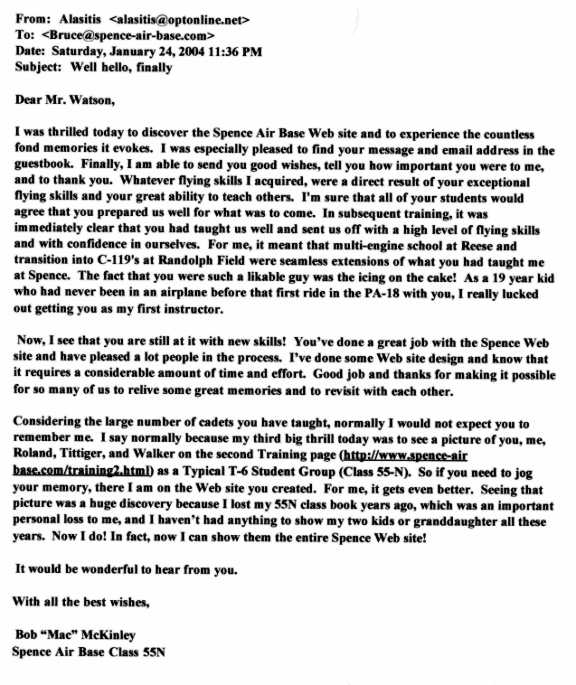 From:  Alasitis  <alasitis@optonline.net>
To:  <Bruce@spence-air-base.com>
Date:  Saturday, January 24, 2004 11:36 PM
Subject:  Well hello, finally
Dear Mr. Watson,
I was thrilled today to discover the Spence Air Base Web site and to experience the countless
fond memories it evokes.  I was especially pleased to find your message and email address in the
guestbook.  Finally, I am able to send you good wishes, tell you how important you were to me,
and to thank you.  Whatever flying skills I acquired, were a direct result of your exceptional
flying skills and your great ability to teach others.  I'm sure that all of your students would
agree that you prepared us well for what was to come.  In subsequent training, it was
immediately clear that you had taught us well and sent us off with a high level of flying skills
and with confidence in ourselves.  For me, it meant that multi-engine school at Reese and
transition into C-119's at Randolph Field were seamless extensions of what you had taught me
at Spence.  The fact that you were such a likable guy was the icing on the cake!  As a 19 year kid
who had never been in an airplane before that first ride in the PA-18 with you, I really lucked
out getting you as my first instructor.
Now, I see that you are still at it with new skills!  You've done a great job with the Spence Web
site and have pleased a lot people in the process.  I've done some Web site design and know that
it requires a considerable amount of time and effort.  Good job and thanks for making it possible
for so many of us to relive some great memories and to revisit with each other.
Considering the large number of cadets you have taught, normally I would not expect you to
remember me.  I say normally because my third big thrill today was to see a picture of you, me,
Roland, Tittiger, and Walker on the second Training page (http://www.spence-air
base.com/training2.html) as a Typical T-6 Student Group (Class 55-N).  So if you need to jog
your memory, there I am on the Web site you created.  For me, it gets even better.  Seeing that
picture was a huge discovery because I lost my 55N class book years ago, which was an important
personal loss to me, and I haven't had anything to show my two kids or granddaughter all these
years.  Now I do! In fact, now I can show them the entire Spence Web site!
It would be wonderful to hear from you.
With all the best wishes,
Bob “Mac” McKinley
Spence Air Base Class 55N